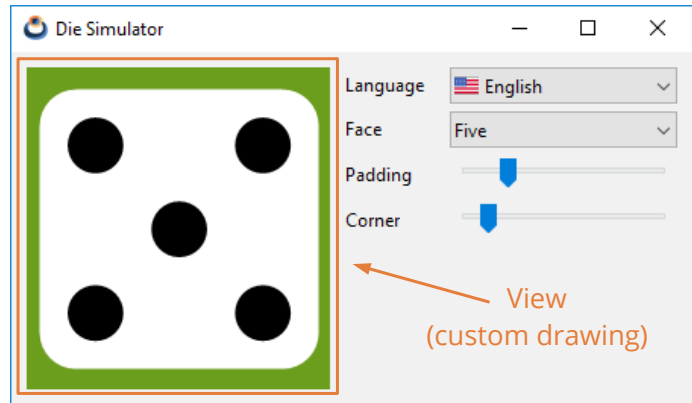 Die Simulator
Language
English
Face
Five
Padding
Corner
View
(custom drawing)